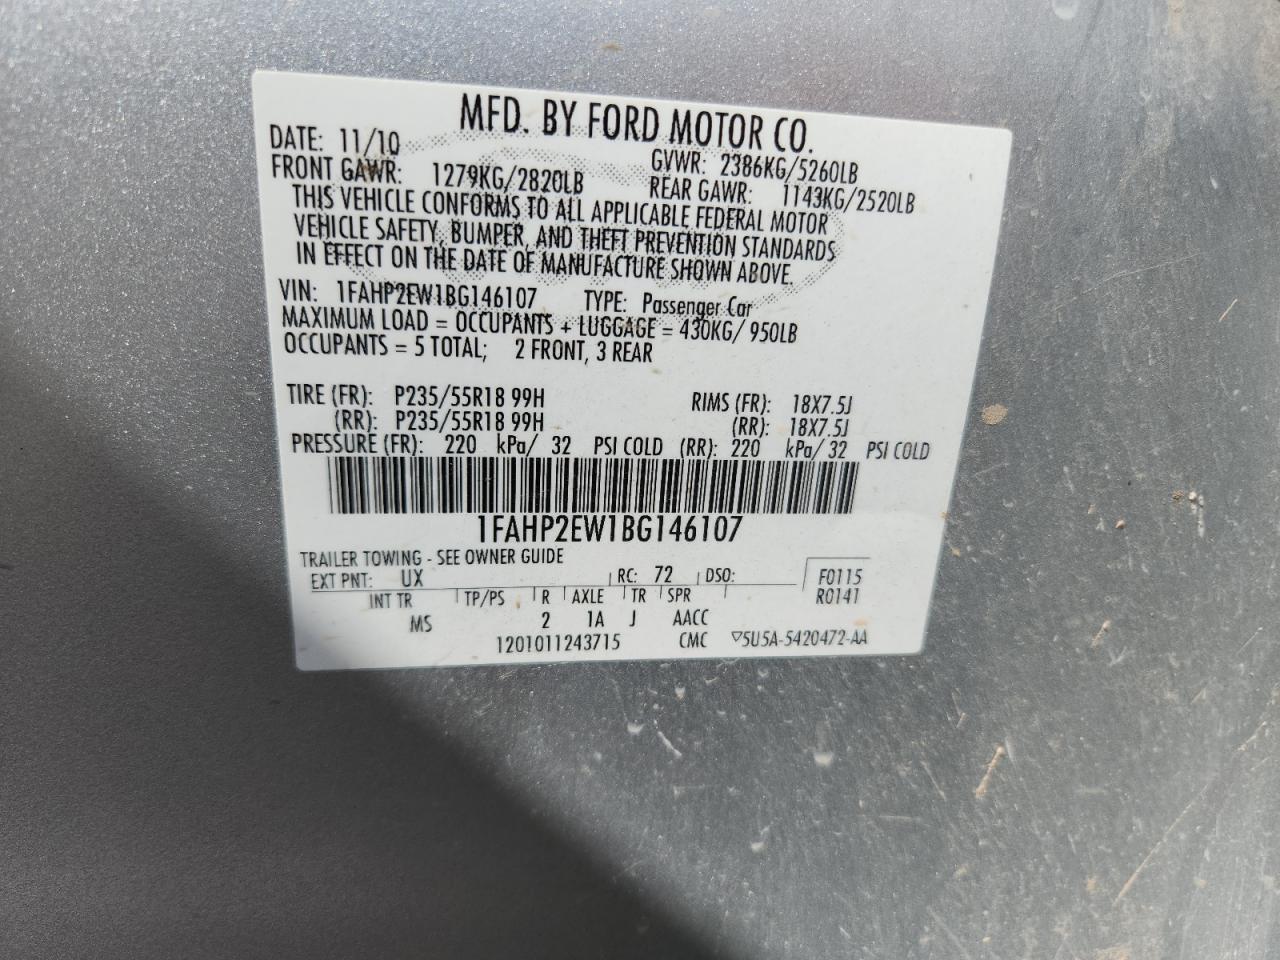 MFD. BY FORD MOTOR CO.
DATE: 11/10 GVWR: 2386KG/5260LB
FRONT GAWR: 1279KG/2820LB REAR GAWR: 1143KG/2520LB
THIS VEHICLE CONFORMS TO ALL APPLICABLE FEDERAL MOTOR
VEHICLE SAFETY, BUMPER, AND THEFT PREVENTION STANDARDS
IN EFFECT ON THE DATE OF MANUFACTURE SHOWN ABOVE.
VIN: 1FAHP2EW1BG146107 TYPE: Passenger Car
MAXIMUM LOAD = OCCUPANTS + LUGGAGE = 430KG/ 950LB
OCCUPANTS = 5 TOTAL; 2 FRONT, 3 REAR
TIRE (FR): P235/55R18 99H RIMS (FR): 18X7.5J
(RR): P235/55R18 99H (RR): 18X7.5J
PRESSURE (FR): 220 kPa/ 32 PSI COLD (RR): 220 kPa/ 32 PSI COLD
1FAHP2EW1BG146107
TRAILER TOWING - SEE OWNER GUIDE
EXT PNT: UX RC: 72 DSO: F0115
INT TR TP/PS R AXLE TR SPR R0141
MS 2 1A J AACC
1201011243715 CMC ▽5U5A-5420472-AA